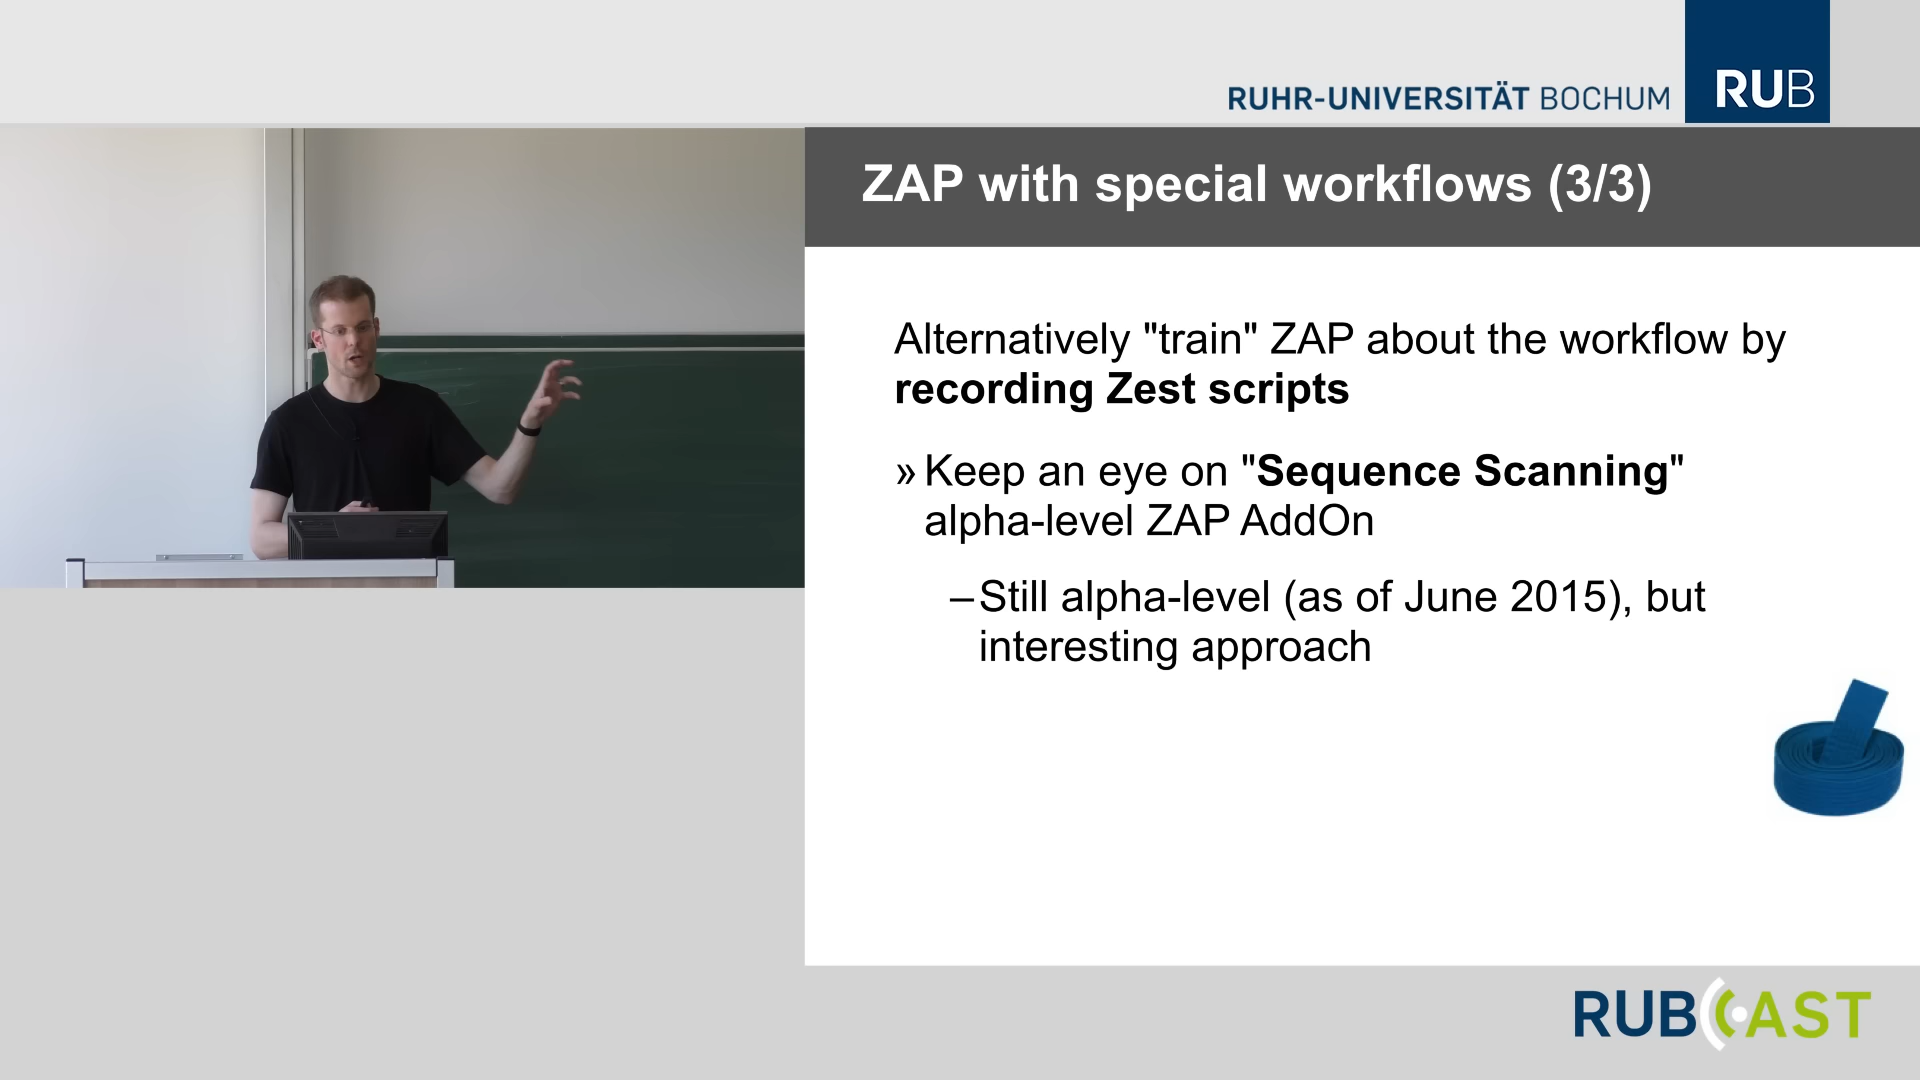 RUHR-UNIVERSITÄT BOCHUM
RUB
ZAP with special workflows (3/3)
Alternatively "train" ZAP about the workflow by
recording Zest scripts
» Keep an eye on "Sequence Scanning"
alpha-level ZAP AddOn
– Still alpha-level (as of June 2015), but
interesting approach
RUBCAST